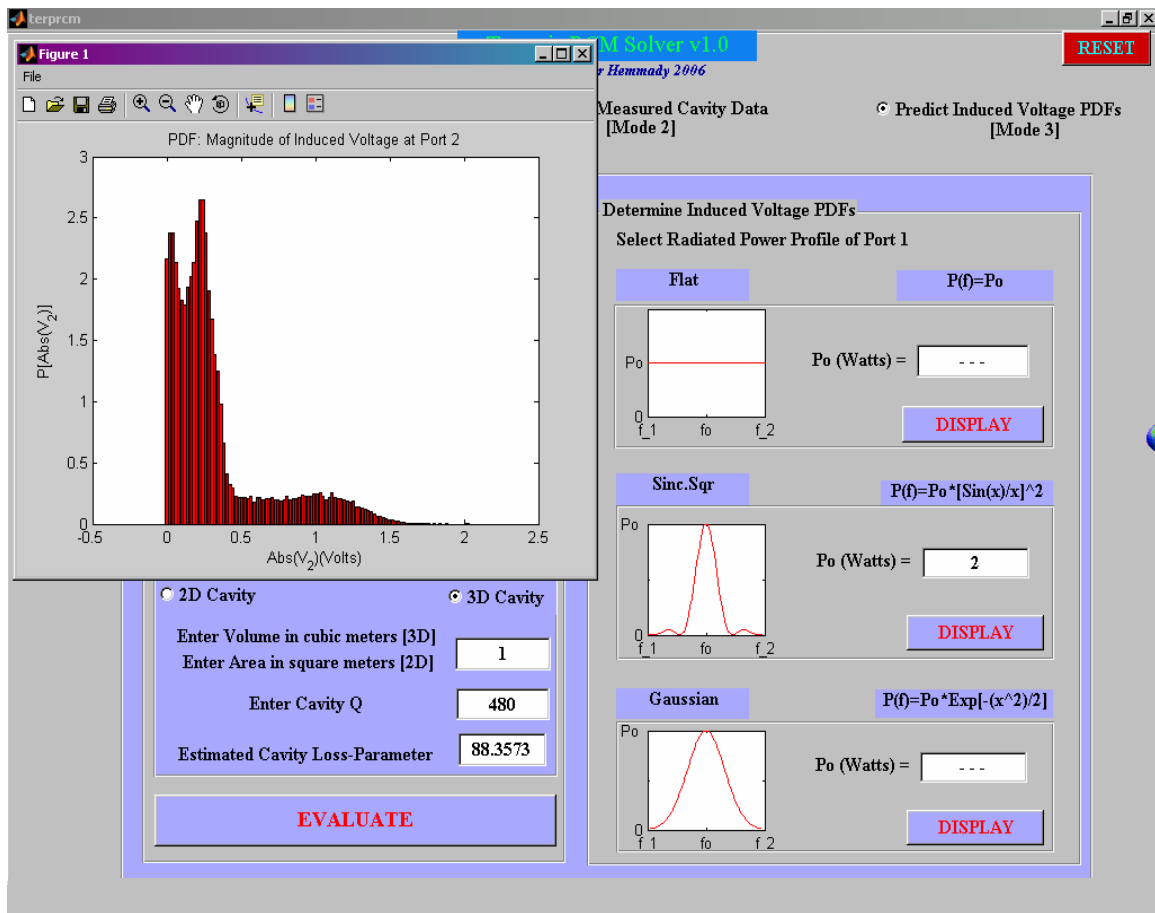 terprcm
CM Solver v1.0
r Hemmady 2006
RESET
Figure 1
File
PDF: Magnitude of Induced Voltage at Port 2
3
2.5
2
1.5
1
0.5
0
P[Abs(V_2)]
-0.5 0 0.5 1 1.5 2 2.5
Abs(V_2)(Volts)
Measured Cavity Data
[Mode 2]
Predict Induced Voltage PDFs
[Mode 3]
2D Cavity
3D Cavity
Enter Volume in cubic meters [3D]
Enter Area in square meters [2D]
1
Enter Cavity Q
480
Estimated Cavity Loss-Parameter
88.3573
EVALUATE
Determine Induced Voltage PDFs
Select Radiated Power Profile of Port 1
Flat
P(f)=Po
Po
0
f_1 fo f_2
Po (Watts) =
- - -
DISPLAY
Sinc.Sqr
P(f)=Po*[Sin(x)/x]^2
Po
0
f_1 fo f_2
Po (Watts) =
2
DISPLAY
Gaussian
P(f)=Po*Exp[-(x^2)/2]
Po
0
f_1 fo f_2
Po (Watts) =
- - -
DISPLAY